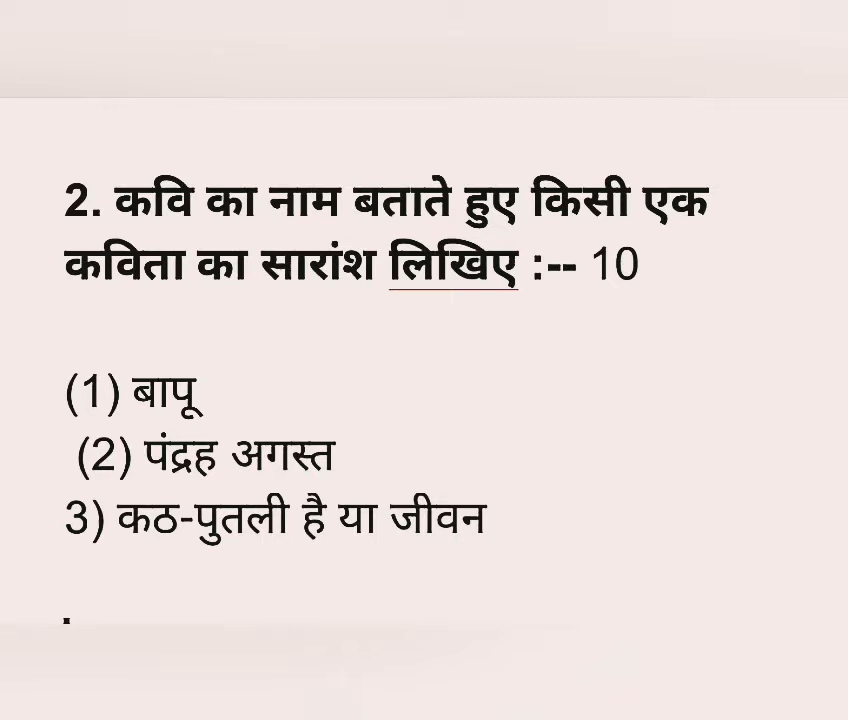 2. कवि का नाम बताते हुए किसी एक
कविता का सारांश लिखिए :-- 10
(1) बापू
(2) पंद्रह अगस्त
3) कठ-पुतली है या जीवन
.